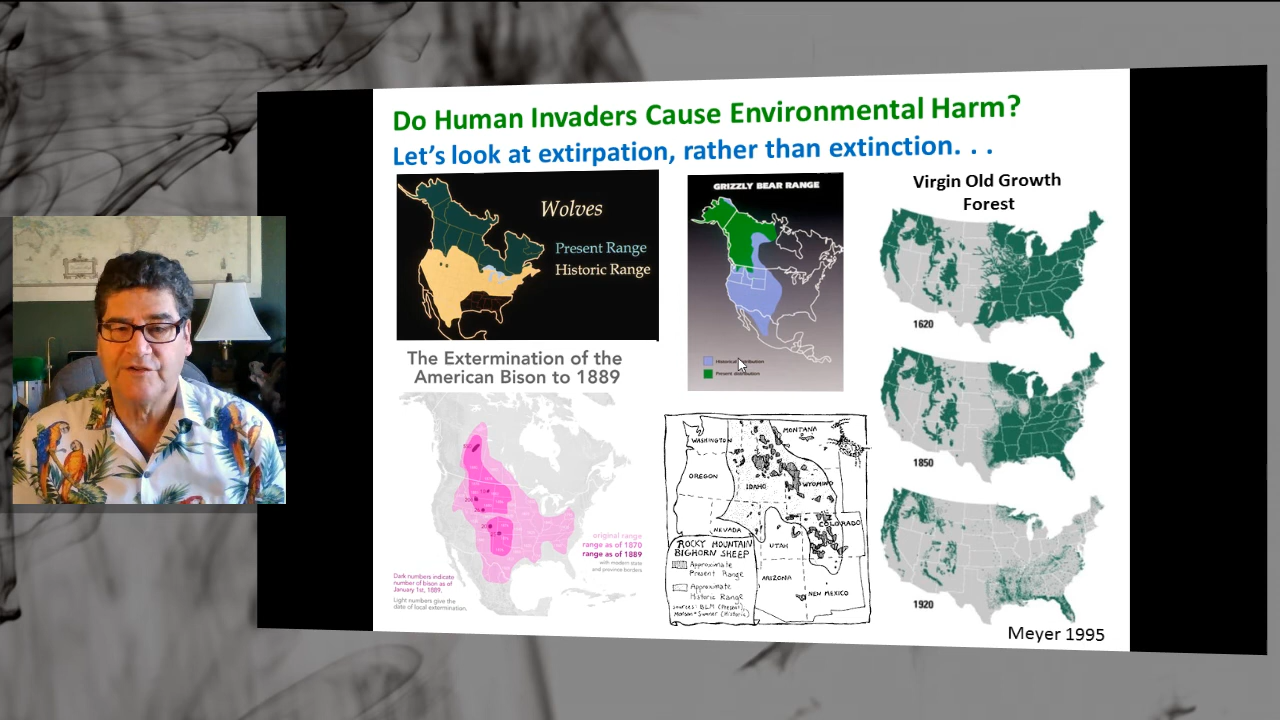 Do Human Invaders Cause Environmental Harm?
Let's look at extirpation, rather than extinction. . .
Wolves
Present Range
Historic Range
GRIZZLY BEAR RANGE
Present distribution
Virgin Old Growth
Forest
1620
1850
1920
The Extermination of the
American Bison to 1889
original range
range as of 1870
range as of 1889
with modern state
and province borders
Dark numbers indicate
number of bison as of
January 1st, 1889.
Light numbers give the
date of local extermination.
WASHINGTON
MONTANA
OREGON
IDAHO
WYOMING
NEVADA
UTAH
COLORADO
ARIZONA
NEW MEXICO
ROCKY MOUNTAIN
BIGHORN SHEEP
Approximate
Present Range
Approximate
Historic Range
Meyer 1995